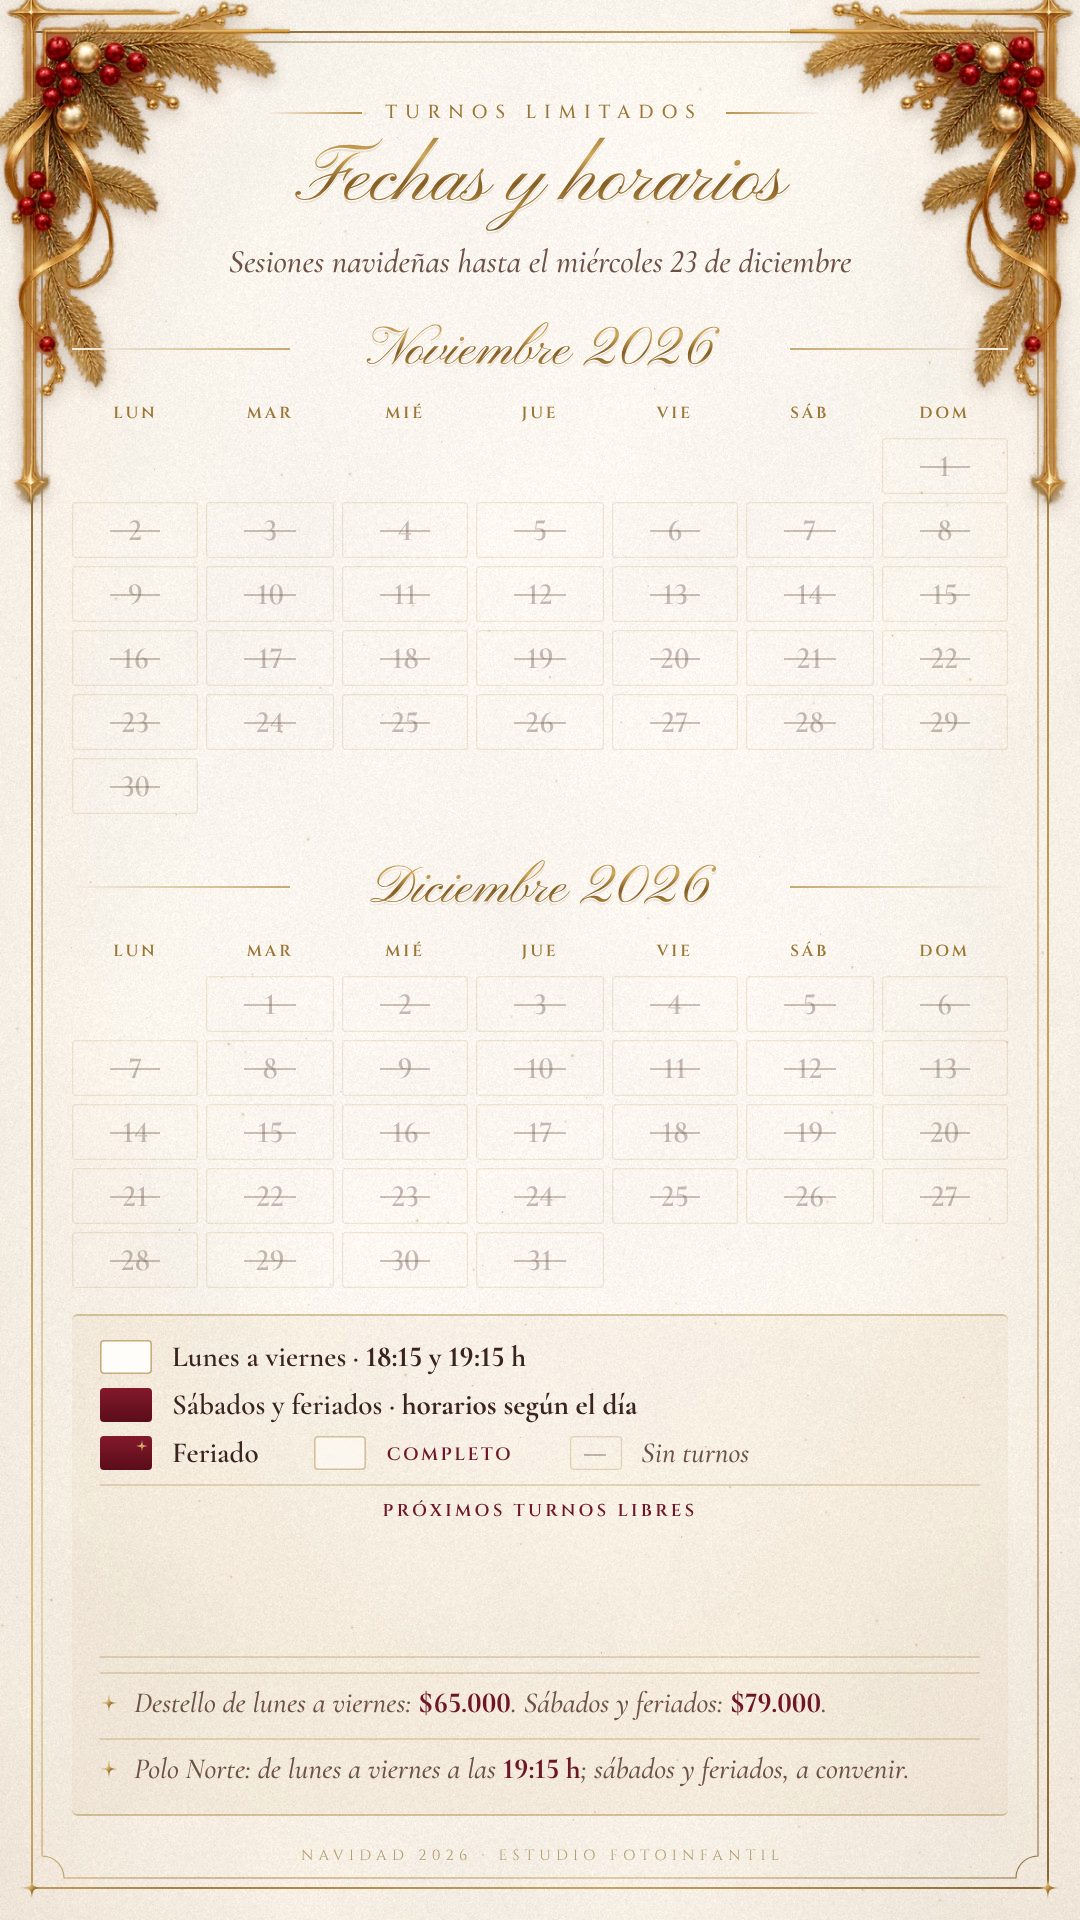 TURNOS LIMITADOS
Fechas y horarios
Sesiones navideñas hasta el miércoles 23 de diciembre
Noviembre 2026
LUN MAR MIÉ JUE VIE SÁB DOM
1
2 3 4 5 6 7 8
9 10 11 12 13 14 15
16 17 18 19 20 21 22
23 24 25 26 27 28 29
30
Diciembre 2026
LUN MAR MIÉ JUE VIE SÁB DOM
1 2 3 4 5 6
7 8 9 10 11 12 13
14 15 16 17 18 19 20
21 22 23 24 25 26 27
28 29 30 31
Lunes a viernes · 18:15 y 19:15 h
Sábados y feriados · horarios según el día
Feriado COMPLETO — Sin turnos
PRÓXIMOS TURNOS LIBRES
Destello de lunes a viernes: $65.000. Sábados y feriados: $79.000.
Polo Norte: de lunes a viernes a las 19:15 h; sábados y feriados, a convenir.
NAVIDAD 2026 · ESTUDIO FOTOINFANTIL